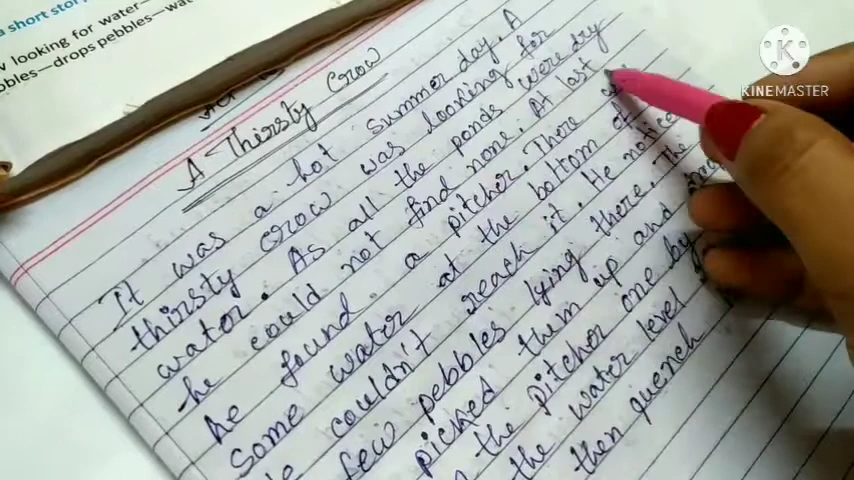 a short stor
w looking for water—
bbles—drops pebbles—wa
A Thirsty Crow
It was a hot summer day. A
thirsty crow was looking for
water. As all the ponds were dry
he could not find none. At last
he found a pitcher. There
some water at the bottom of
couldn't reach it. He notice
few pebbles lying there. The
picked them up and
the pitcher one by
the water level
then quench
KINEMASTER